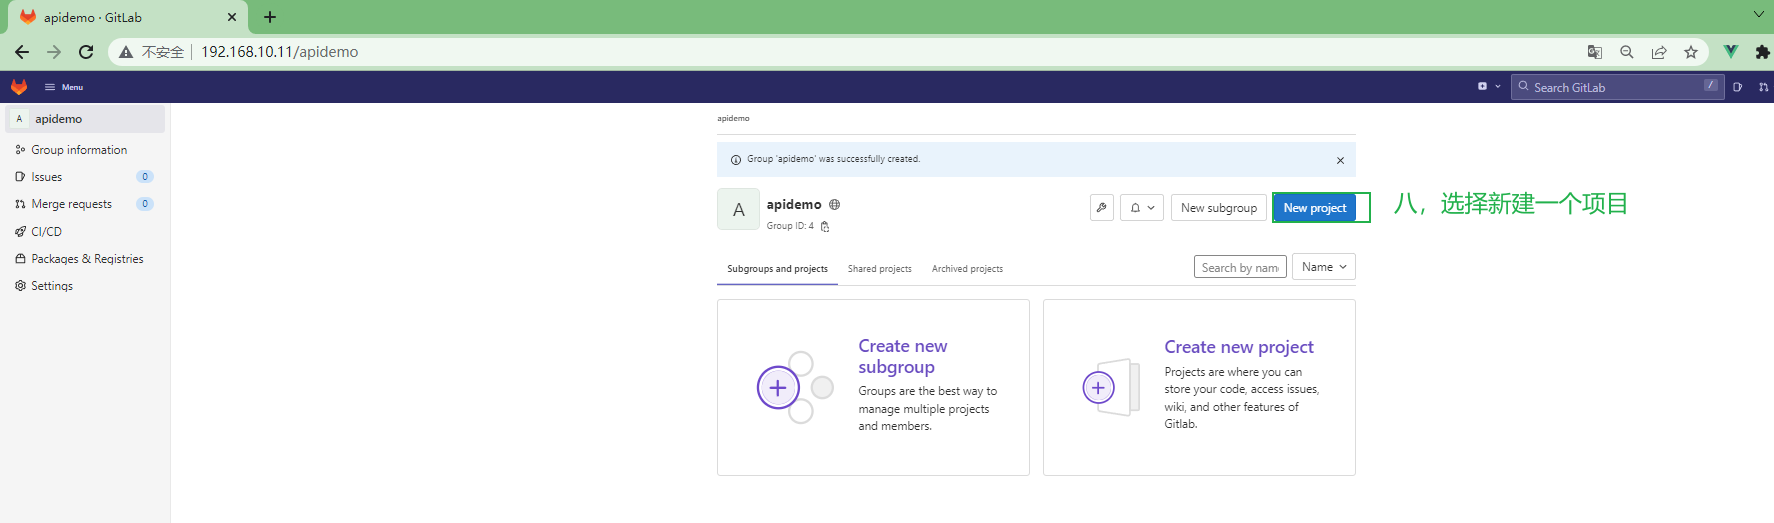 apidemo · GitLab
不安全 192.168.10.11/apidemo
Menu
Search GitLab /
A apidemo
Group information
Issues 0
Merge requests 0
CI/CD
Packages & Registries
Settings
apidemo
Group 'apidemo' was successfully created.
A
apidemo
Group ID: 4
New subgroup
New project
八，选择新建一个项目
Subgroups and projects
Shared projects
Archived projects
Search by name
Name
Create new
subgroup
Groups are the best way to
manage multiple projects
and members.
Create new project
Projects are where you can
store your code, access issues,
wiki, and other features of
Gitlab.